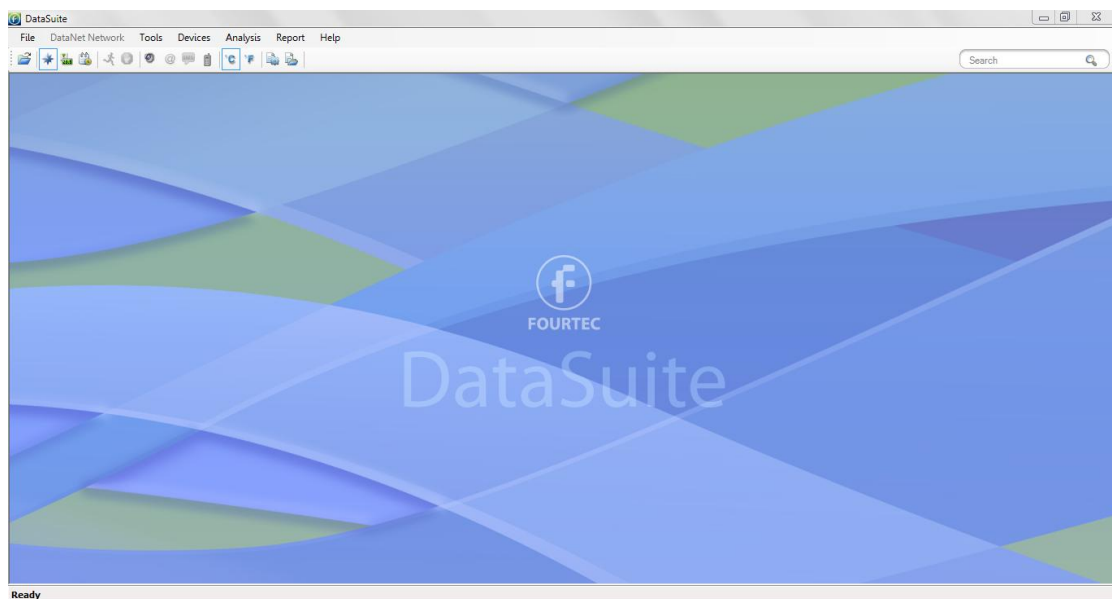 DataSuite
File DataNet Network Tools Devices Analysis Report Help
@ °C °F Search
FOURTEC
DataSuite
Ready